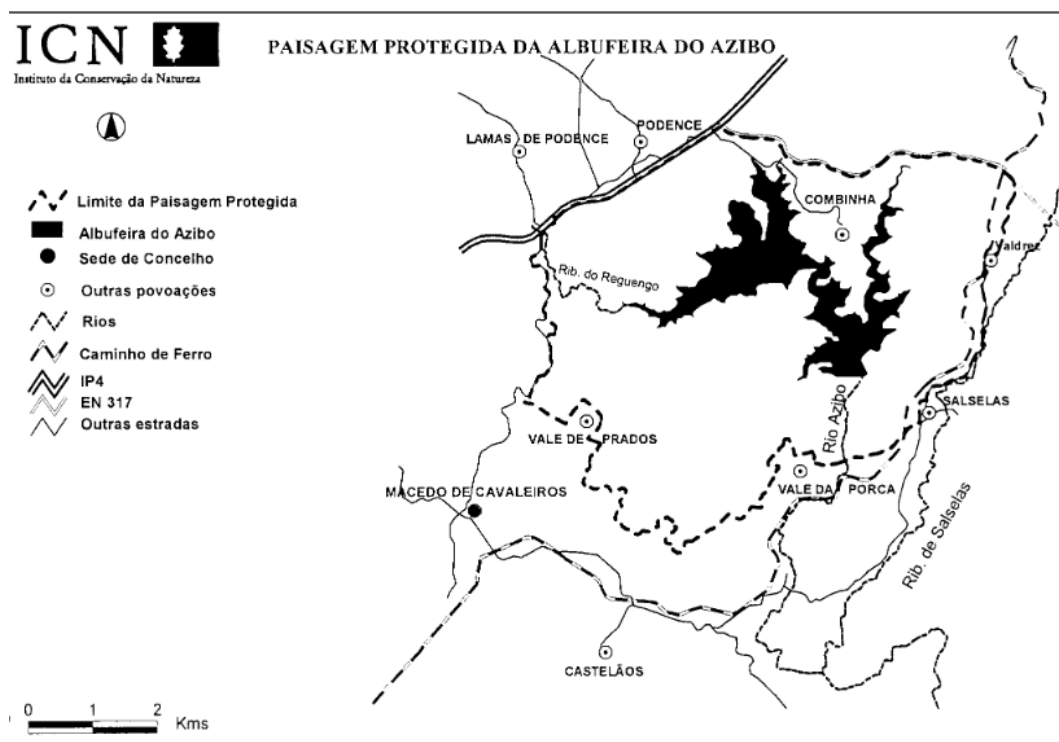 ICN
Instituto da Conservação da Natureza
PAISAGEM PROTEGIDA DA ALBUFEIRA DO AZIBO
LAMAS DE PODENCE
PODENCE
COMBINHA
Valdrez
Rib. do Reguengo
Limite da Paisagem Protegida
Albufeira do Azibo
Sede de Concelho
Outras povoações
Rios
Caminho de Ferro
IP4
EN 317
Outras estradas
Rio Azibo
SALSELAS
VALE DE PRADOS
VALE DA PORCA
MACEDO DE CAVALEIROS
Rib. de Salselas
CASTELÃOS
0 1 2 Kms